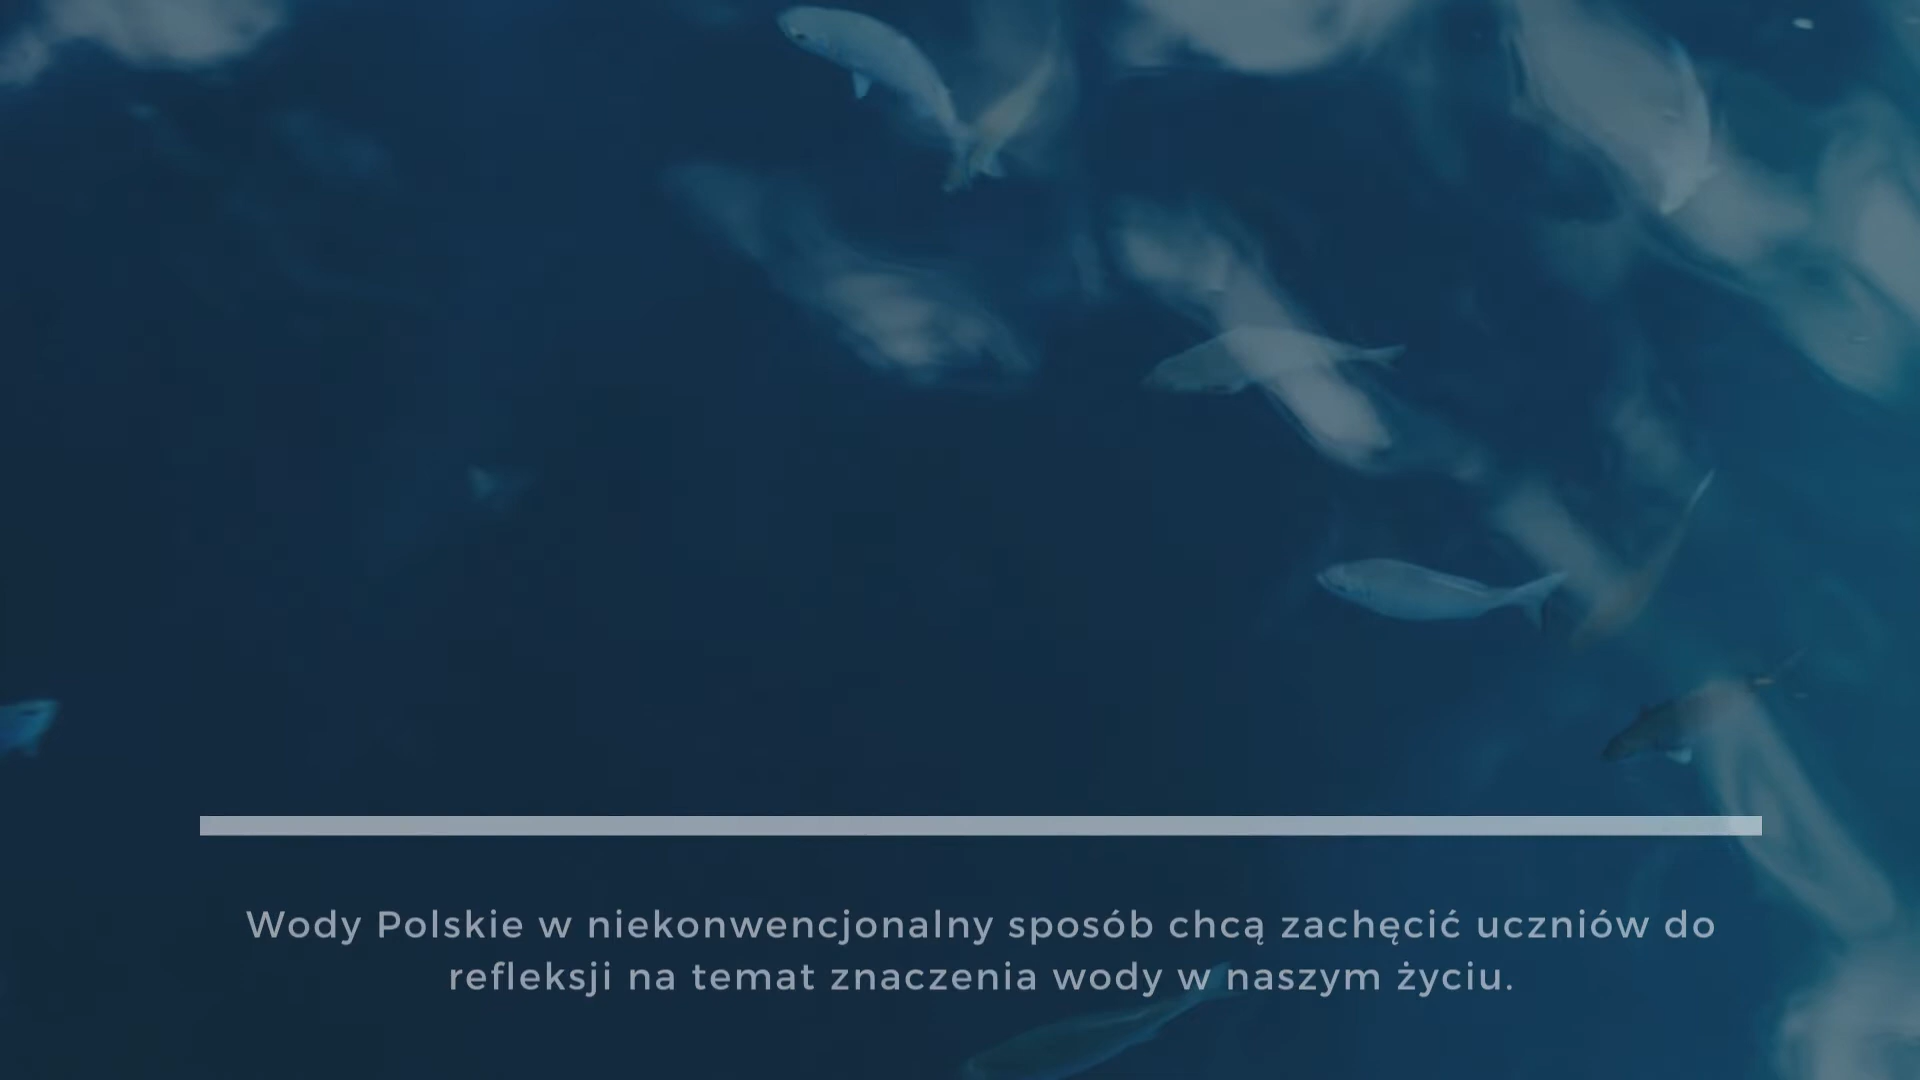 Wody Polskie w niekonwencjonalny sposób chcą zachęcić uczniów do
refleksji na temat znaczenia wody w naszym życiu.